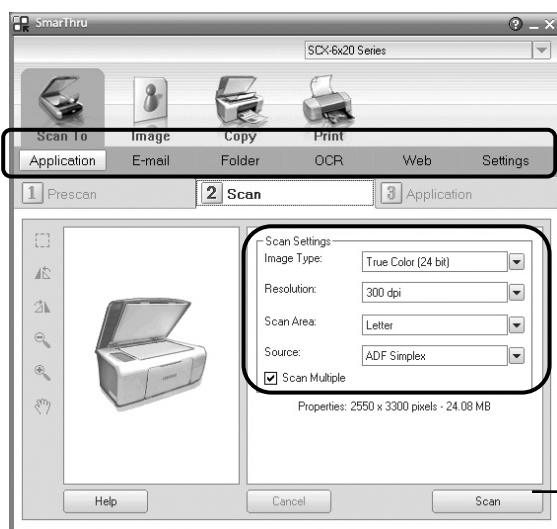 SmarThru
SCX-6x20 Series
Scan To Image Copy Print
Application E-mail Folder OCR Web Settings
1 Prescan 2 Scan 3 Application
Scan Settings
Image Type: True Color (24 bit)
Resolution: 300 dpi
Scan Area: Letter
Source: ADF Simplex
Scan Multiple
Properties: 2550 x 3300 pixels - 24.08 MB
Help Cancel Scan